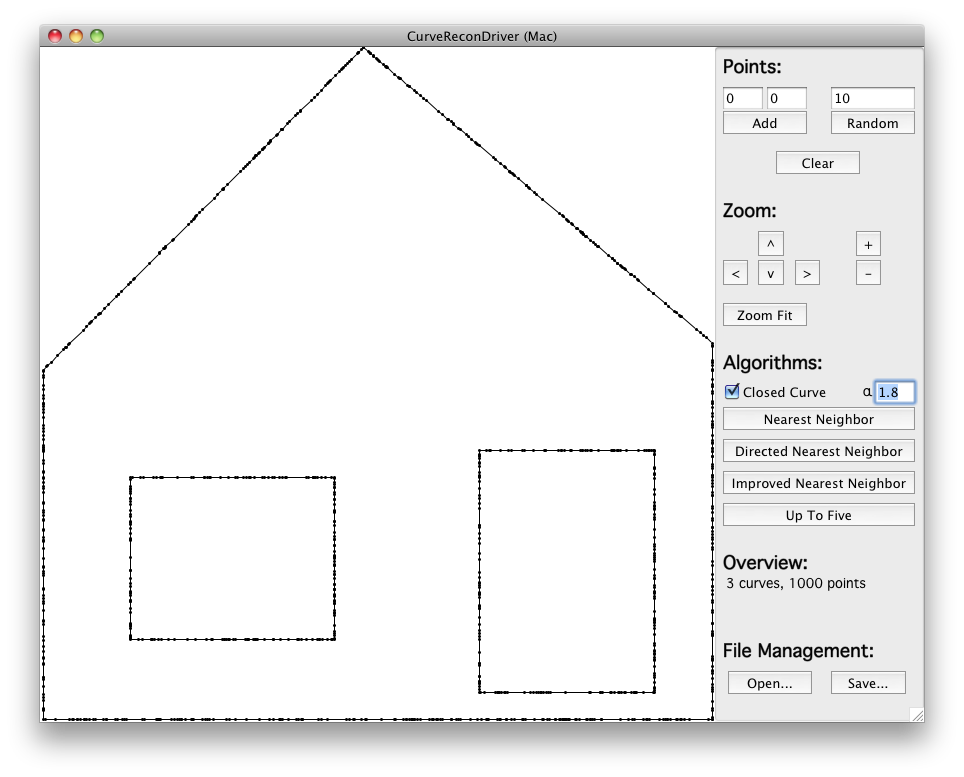 CurveReconDriver (Mac)
Points:
0 0 10
Add Random
Clear
Zoom:
^ +
< v > -
Zoom Fit
Algorithms:
Closed Curve α 1.8
Nearest Neighbor
Directed Nearest Neighbor
Improved Nearest Neighbor
Up To Five
Overview:
3 curves, 1000 points
File Management:
Open... Save...